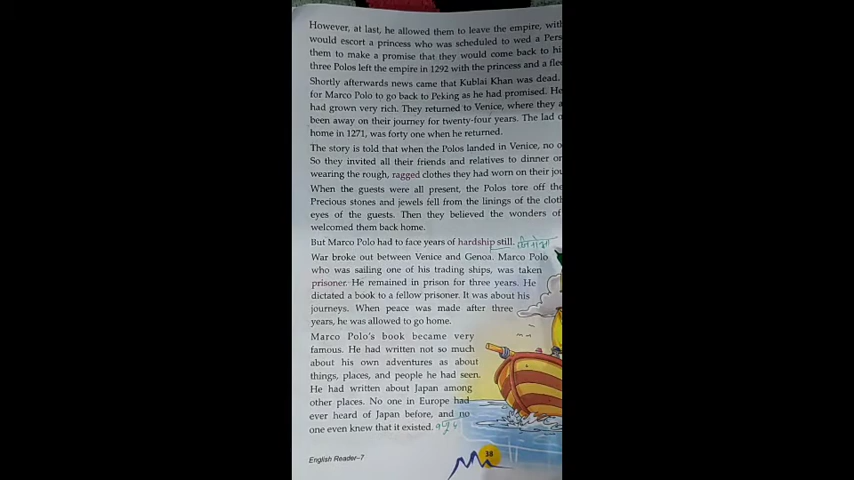 However, at last, he allowed them to leave the empire, with
would escort a princess who was scheduled to wed a Pers
them to make a promise that they would come back to hi
three Polos left the empire in 1292 with the princess and a flee
Shortly afterwards news came that Kublai Khan was dead.
for Marco Polo to go back to Peking as he had promised. He
had grown very rich. They returned to Venice, where they a
been away on their journey for twenty-four years. The lad o
home in 1271, was forty one when he returned.
The story is told that when the Polos landed in Venice, no o
So they invited all their friends and relatives to dinner on
wearing the rough, ragged clothes they had worn on their jou
When the guests were all present, the Polos tore off the
Precious stones and jewels fell from the linings of the cloth
eyes of the guests. Then they believed the wonders of
welcomed them back home.
But Marco Polo had to face years of hardship still.
War broke out between Venice and Genoa. Marco Polo
who was sailing one of his trading ships, was taken
prisoner. He remained in prison for three years. He
dictated a book to a fellow prisoner. It was about his
journeys. When peace was made after three
years, he was allowed to go home.
Marco Polo's book became very
famous. He had written not so much
about his own adventures as about
things, places, and people he had seen.
He had written about Japan among
other places. No one in Europe had
ever heard of Japan before, and no
one even knew that it existed.
English Reader-7
38